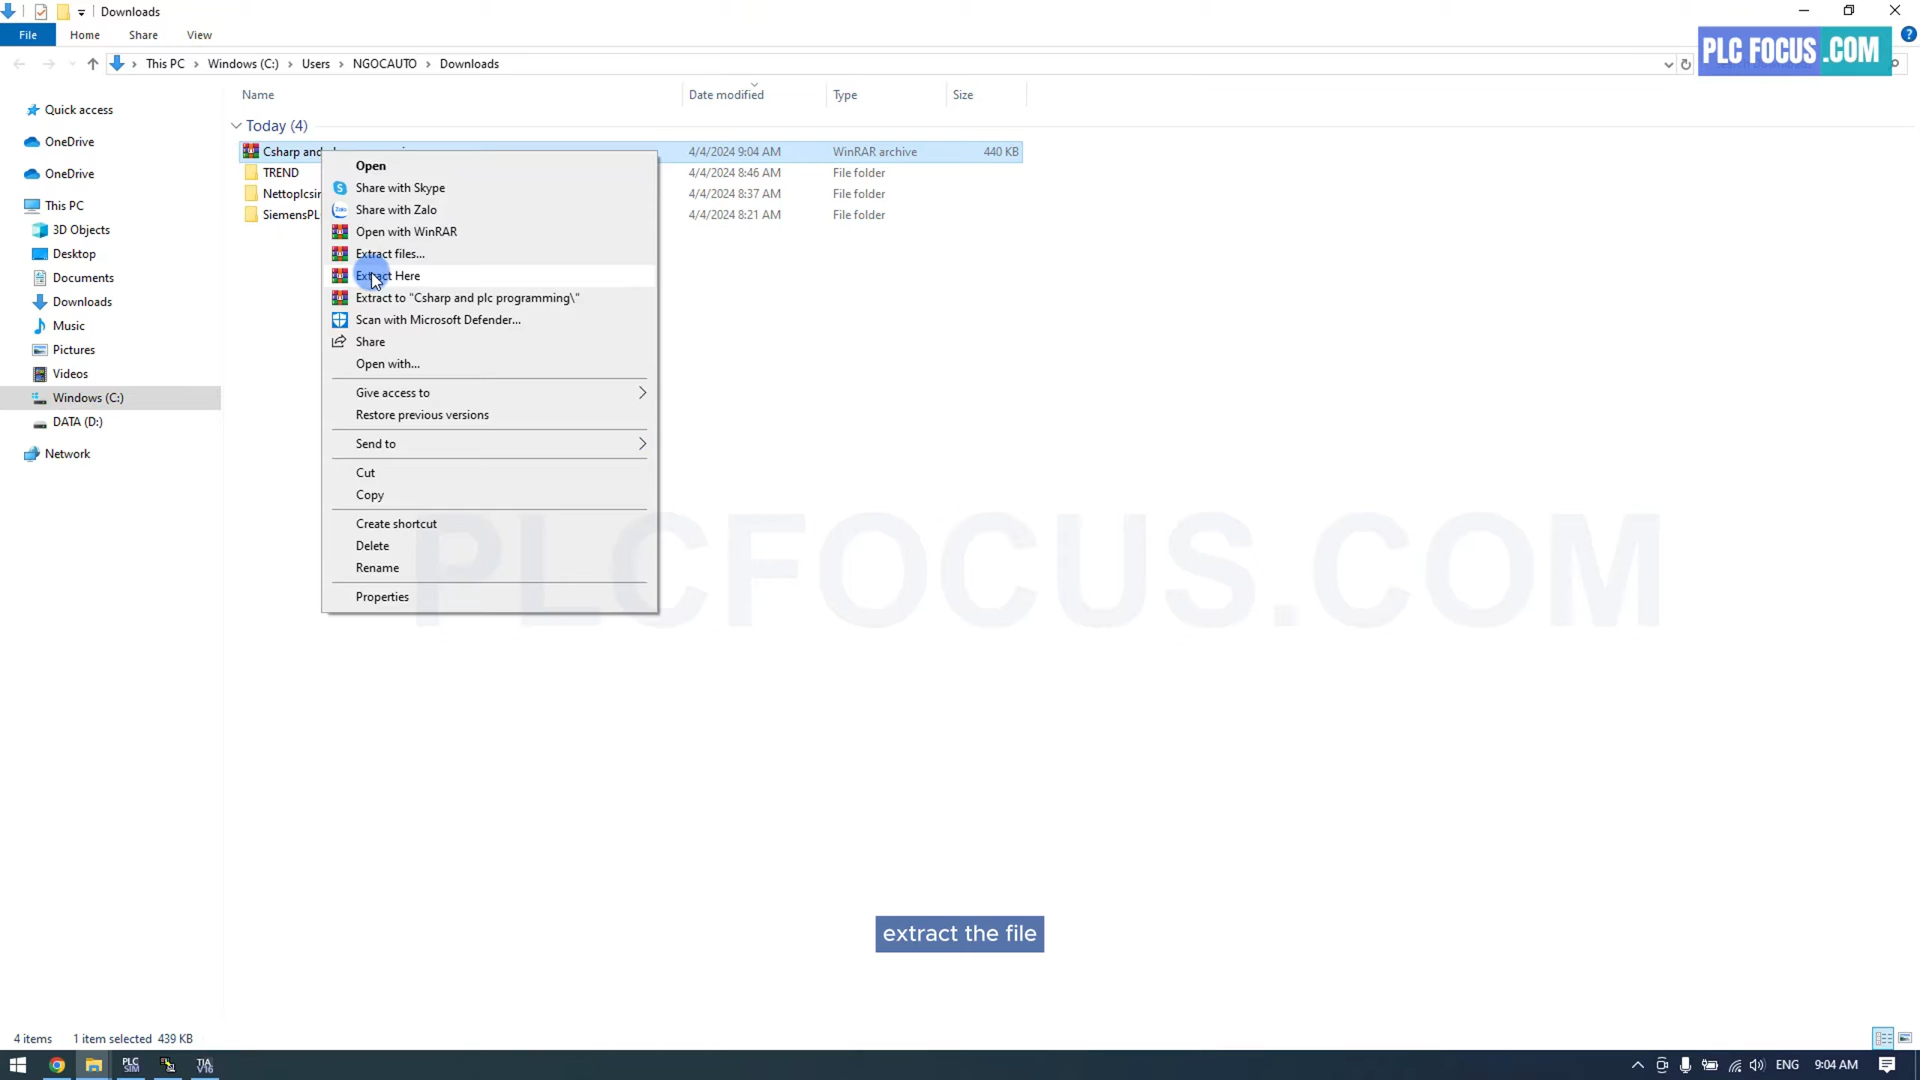 Downloads
File Home Share View
This PC Windows (C:) Users NGOCAUTO Downloads
PLC FOCUS .COM
Name Date modified Type Size
Quick access
OneDrive
OneDrive
This PC
3D Objects
Desktop
Documents
Downloads
Music
Pictures
Videos
Windows (C:)
DATA (D:)
Network
Today (4)
Csharp and 4/4/2024 9:04 AM WinRAR archive 440 KB
TREND 4/4/2024 8:46 AM File folder
Nettoplcsi 4/4/2024 8:37 AM File folder
SiemensPL 4/4/2024 8:21 AM File folder
Open
Share with Skype
Share with Zalo
Open with WinRAR
Extract files...
Extract Here
Extract to "Csharp and plc programming\"
Scan with Microsoft Defender...
Share
Open with...
Give access to
Restore previous versions
Send to
Cut
Copy
Create shortcut
Delete
Rename
Properties
PLCFOCUS.COM
extract the file
4 items 1 item selected 439 KB
PLC SIM
TIA V16
ENG 9:04 AM